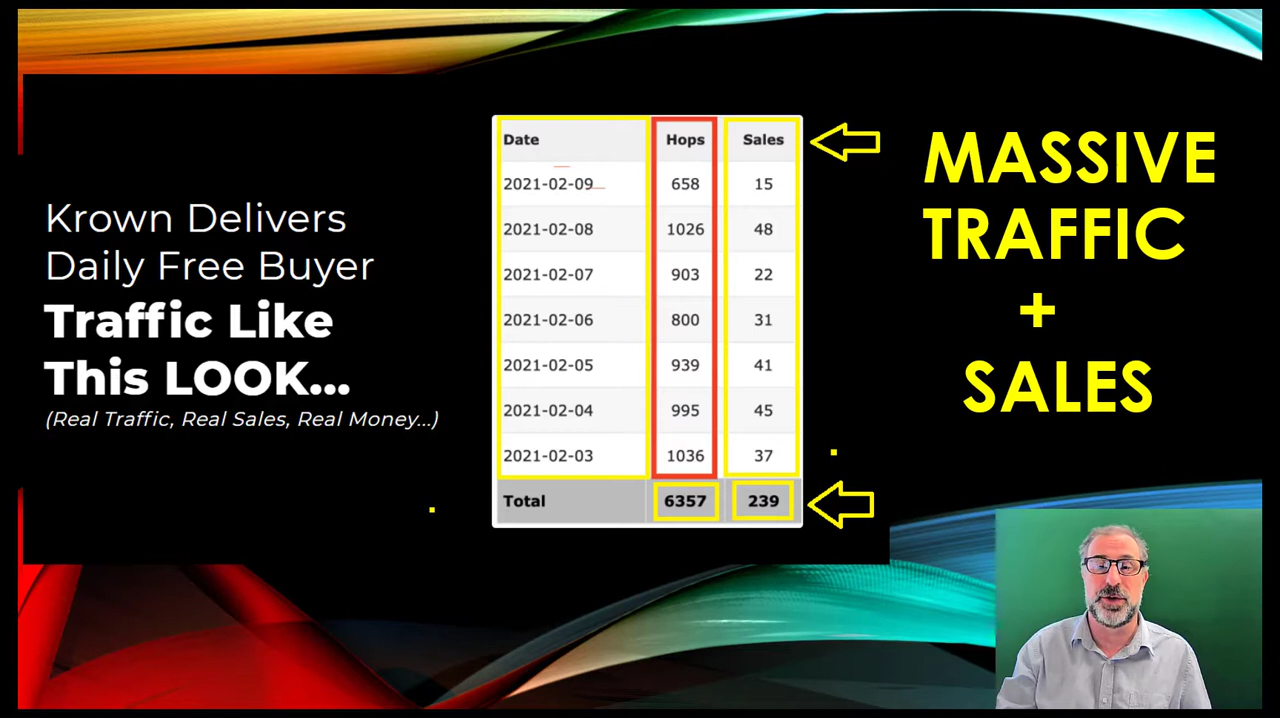 Krown Delivers
Daily Free Buyer
Traffic Like
This LOOK...
(Real Traffic, Real Sales, Real Money...)
Date Hops Sales
2021-02-09 658 15
2021-02-08 1026 48
2021-02-07 903 22
2021-02-06 800 31
2021-02-05 939 41
2021-02-04 995 45
2021-02-03 1036 37
Total 6357 239
MASSIVE
TRAFFIC
+
SALES